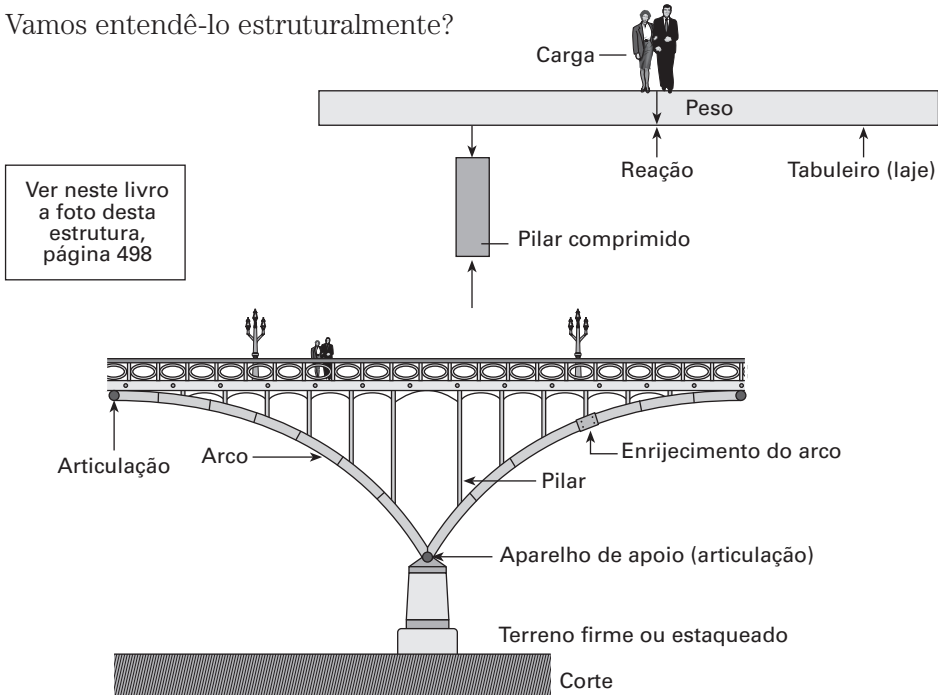 Vamos entendê-lo estruturalmente?
Carga
Peso
Reação
Tabuleiro (laje)
Ver neste livro
a foto desta
estrutura,
página 498
Pilar comprimido
Articulação
Arco
Enrijecimento do arco
Pilar
Aparelho de apoio (articulação)
Terreno firme ou estaqueado
Corte